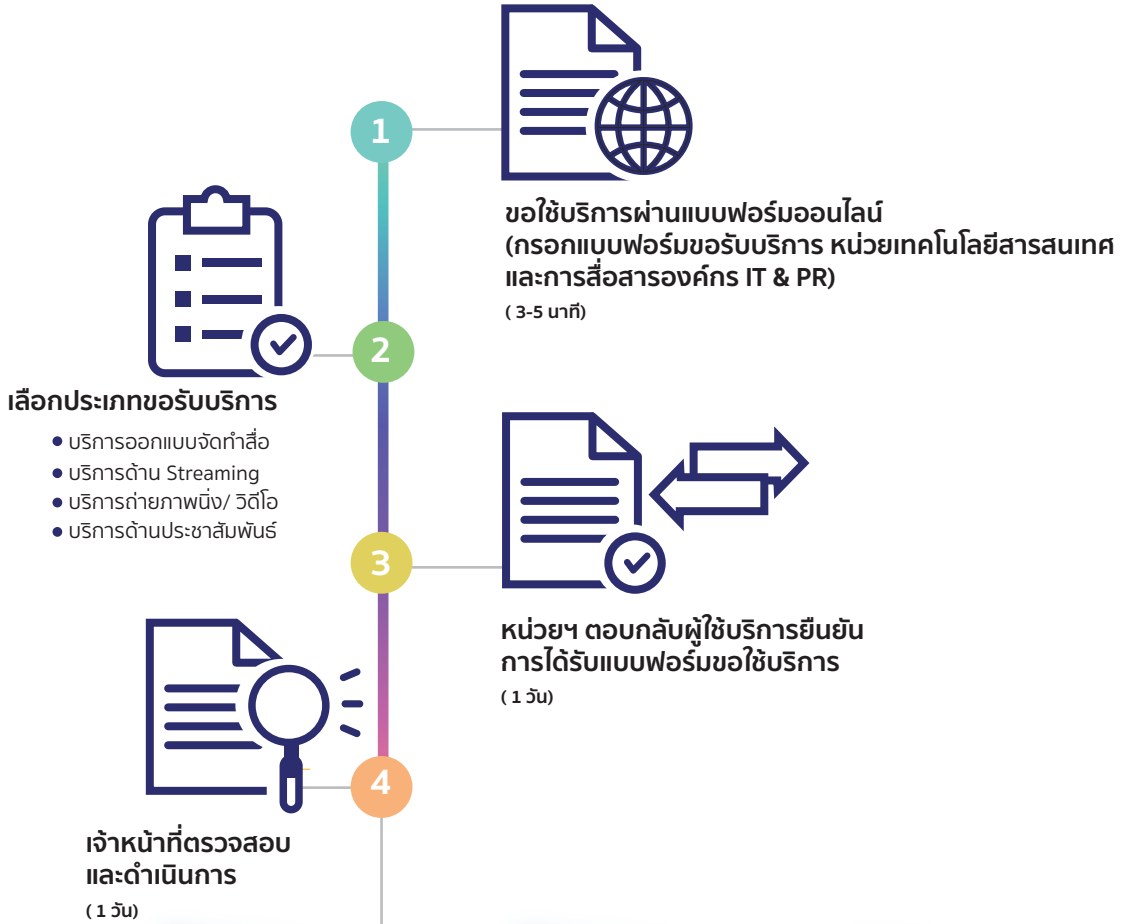 1
ขอใช้บริการผ่านแบบฟอร์มออนไลน์
(กรอกแบบฟอร์มขอรับบริการ หน่วยเทคโนโลยีสารสนเทศ
และการสื่อสารองค์กร IT & PR)
( 3-5 นาที)
2
เลือกประเภทขอรับบริการ
● บริการออกแบบจัดทำสื่อ
● บริการด้าน Streaming
● บริการถ่ายภาพนิ่ง/ วิดีโอ
● บริการด้านประชาสัมพันธ์
3
หน่วยฯ ตอบกลับผู้ใช้บริการยืนยัน
การได้รับแบบฟอร์มขอใช้บริการ
( 1 วัน)
4
เจ้าหน้าที่ตรวจสอบ
และดำเนินการ
( 1 วัน)